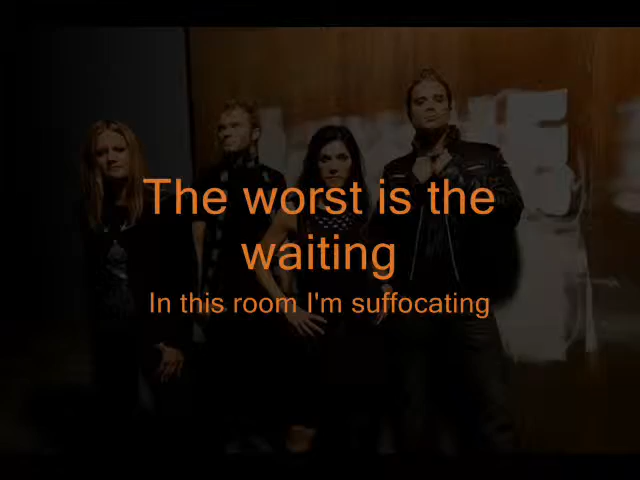 The worst is the
waiting
In this room I'm suffocating